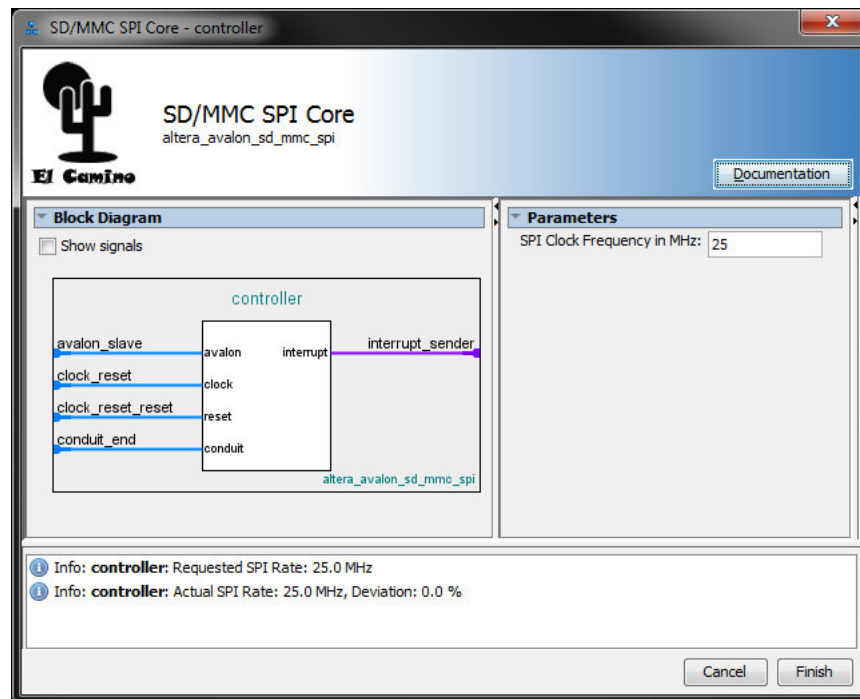 SD/MMC SPI Core - controller
El Camino
SD/MMC SPI Core
altera_avalon_sd_mmc_spi
Documentation
Block Diagram
Show signals
controller
avalon_slave
avalon
interrupt
interrupt_sender
clock_reset
clock
clock_reset_reset
reset
conduit_end
conduit
altera_avalon_sd_mmc_spi
Parameters
SPI Clock Frequency in MHz: 25
Info: controller: Requested SPI Rate: 25.0 MHz
Info: controller: Actual SPI Rate: 25.0 MHz, Deviation: 0.0 %
Cancel
Finish